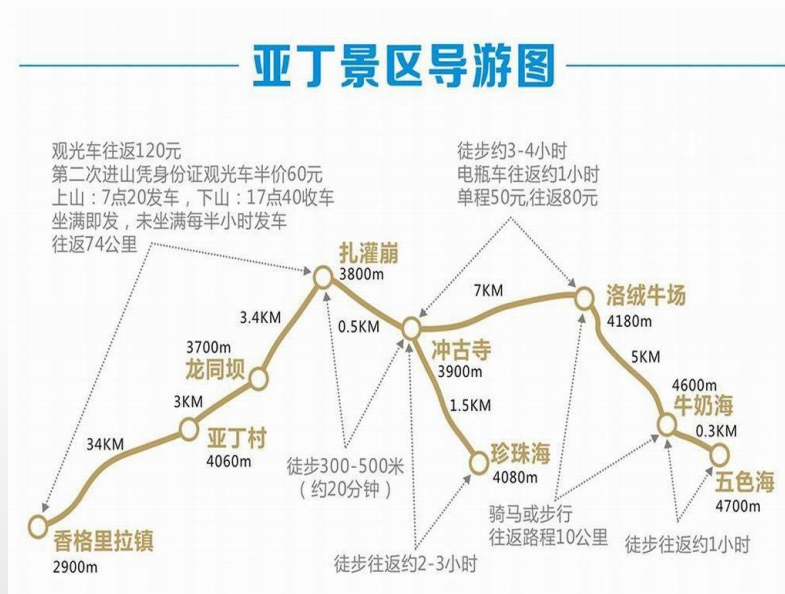 亚丁景区导游图
观光车往返120元
第二次进山凭身份证观光车半价60元
上山：7点20发车，下山：17点40收车
坐满即发，未坐满每半小时发车
往返74公里
徒步约3-4小时
电瓶车往返约1小时
单程50元,往返80元
扎灌崩
3800m
7KM
洛绒牛场
4180m
3.4KM
0.5KM
3700m
龙同坝
冲古寺
3900m
5KM
4600m
牛奶海
3KM
1.5KM
0.3KM
34KM
亚丁村
4060m
珍珠海
4080m
徒步300-500米
（约20分钟）
五色海
4700m
骑马或步行
往返路程10公里
香格里拉镇
2900m
徒步往返约2-3小时
徒步往返约1小时